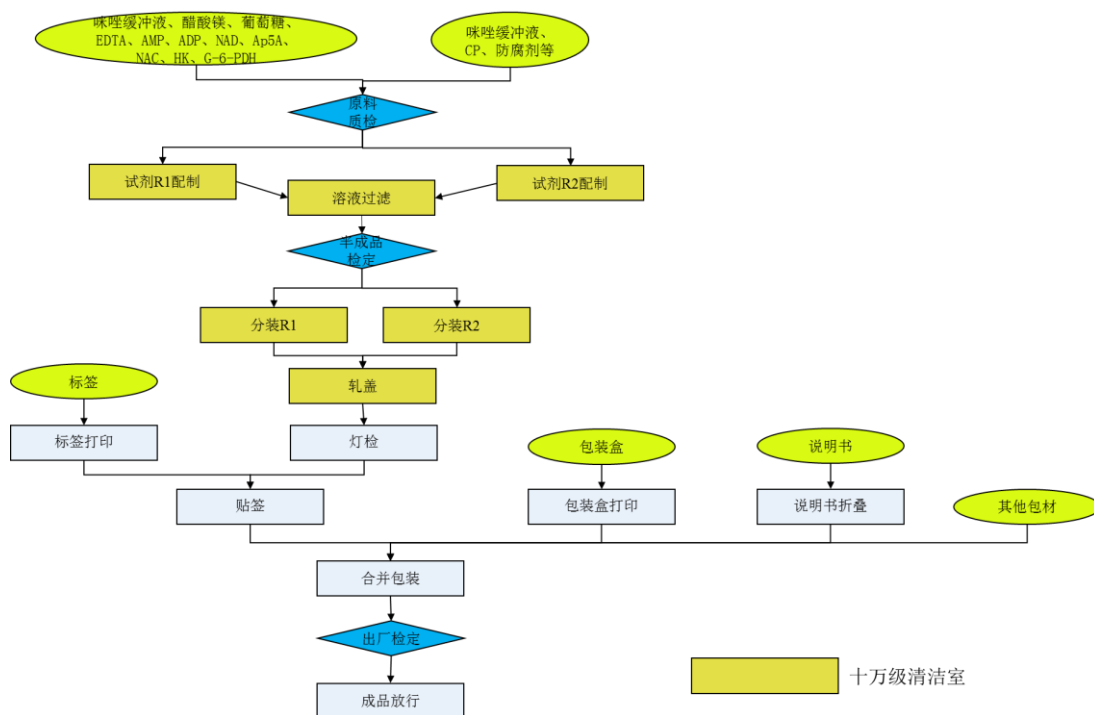 咪唑缓冲液、醋酸镁、葡萄糖、
EDTA、AMP、ADP、NAD、Ap5A、
NAC、HK、G-6-PDH
咪唑缓冲液、
CP、防腐剂等
原料
质检
试剂R1配制
试剂R2配制
溶液过滤
半成品
检定
分装R1
分装R2
轧盖
标签
标签打印
灯检
包装盒
说明书
贴签
包装盒打印
说明书折叠
其他包材
合并包装
出厂检定
成品放行
十万级清洁室